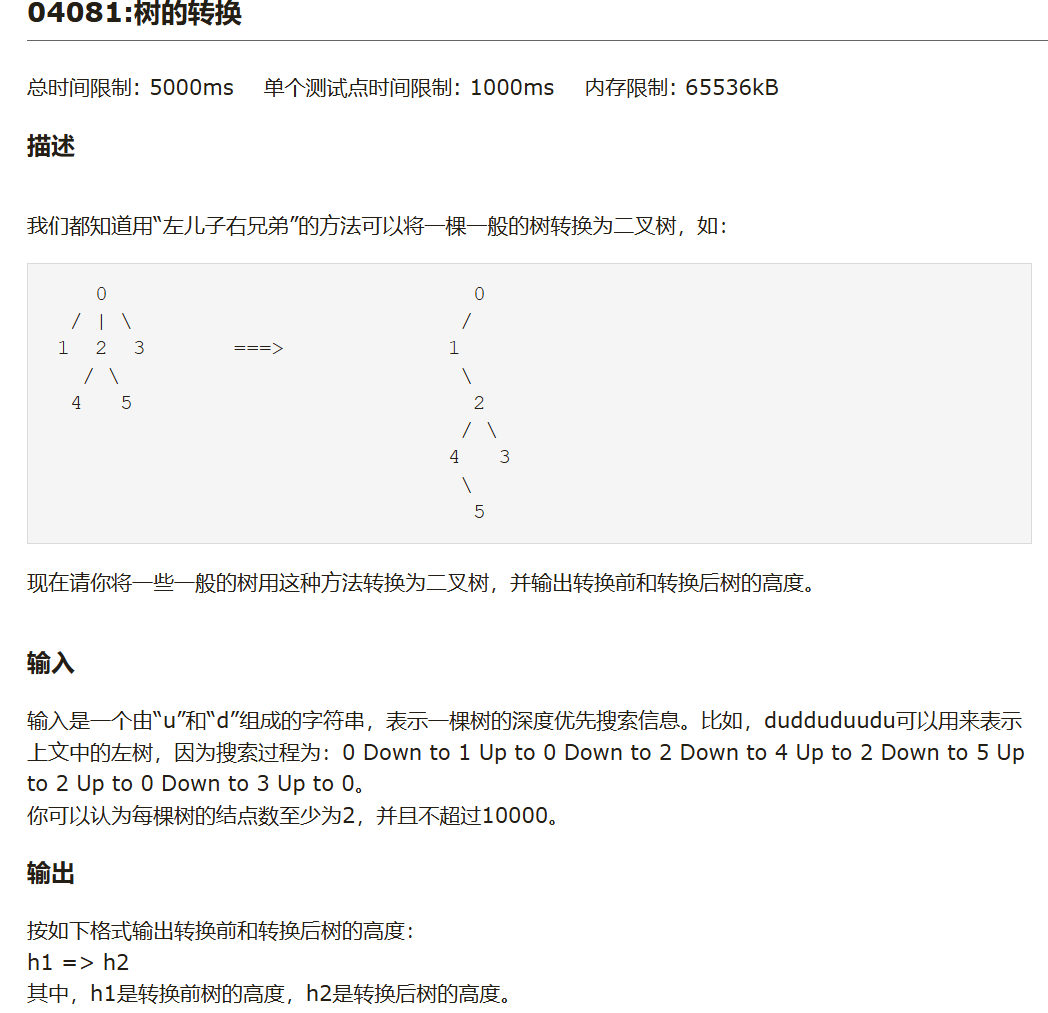 04081:树的转换
总时间限制: 5000ms 单个测试点时间限制: 1000ms 内存限制: 65536kB
描述
我们都知道用“左儿子右兄弟”的方法可以将一棵一般的树转换为二叉树，如：
0 0
/ | \ /
1 2 3 ===> 1
/ \ \
4 5 2
/ \
4 3
\
5
现在请你将一些一般的树用这种方法转换为二叉树，并输出转换前和转换后树的高度。
输入
输入是一个由“u”和“d”组成的字符串，表示一棵树的深度优先搜索信息。比如，dudduduudu可以用来表示
上文中的左树，因为搜索过程为：0 Down to 1 Up to 0 Down to 2 Down to 4 Up to 2 Down to 5 Up
to 2 Up to 0 Down to 3 Up to 0。
你可以认为每棵树的结点数至少为2，并且不超过10000。
输出
按如下格式输出转换前和转换后树的高度：
h1 => h2
其中，h1是转换前树的高度，h2是转换后树的高度。